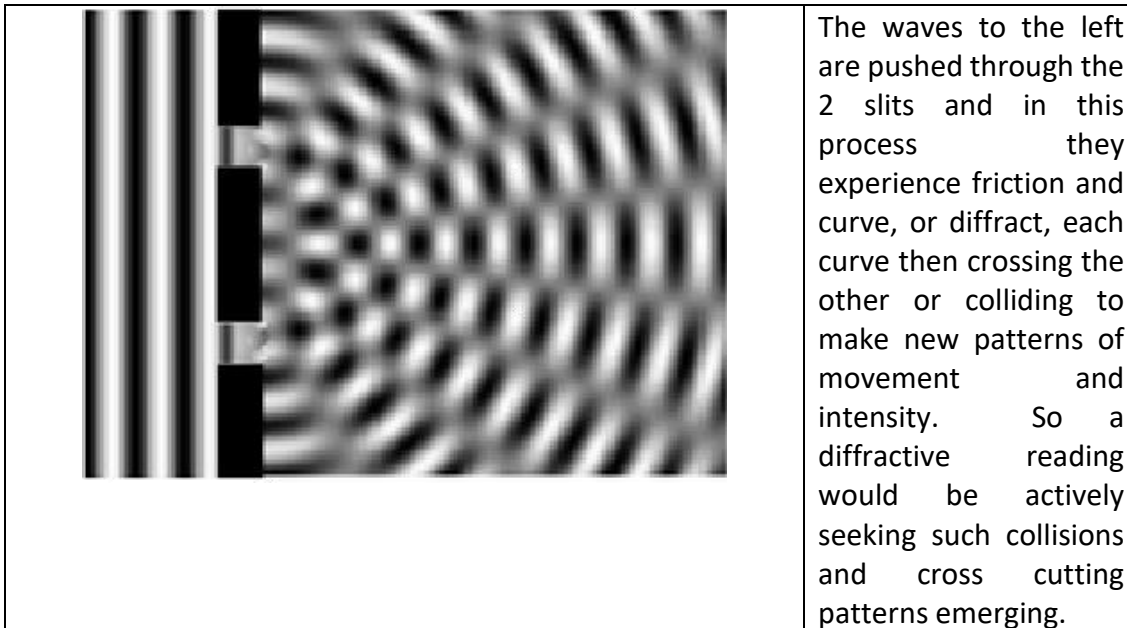 The waves to the left
are pushed through the
2 slits and in this
process they
experience friction and
curve, or diffract, each
curve then crossing the
other or colliding to
make new patterns of
movement and
intensity. So a
diffractive reading
would be actively
seeking such collisions
and cross cutting
patterns emerging.